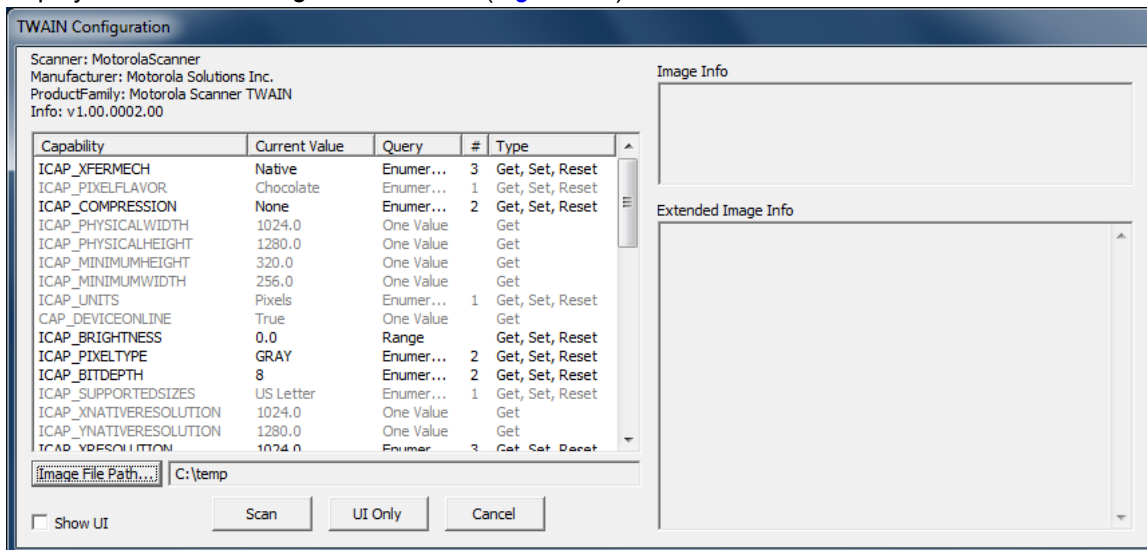 TWAIN Configuration
Scanner: MotorolaScanner
Manufacturer: Motorola Solutions Inc.
ProductFamily: Motorola Scanner TWAIN
Info: v1.00.0002.00
Capability Current Value Query # Type
ICAP_XFERMECH Native Enumer... 3 Get, Set, Reset
ICAP_PIXELFLAVOR Chocolate Enumer... 1 Get, Set, Reset
ICAP_COMPRESSION None Enumer... 2 Get, Set, Reset
ICAP_PHYSICALWIDTH 1024.0 One Value Get
ICAP_PHYSICALHEIGHT 1280.0 One Value Get
ICAP_MINIMUMHEIGHT 320.0 One Value Get
ICAP_MINIMUMWIDTH 256.0 One Value Get
ICAP_UNITS Pixels Enumer... 1 Get, Set, Reset
CAP_DEVICEONLINE True One Value Get
ICAP_BRIGHTNESS 0.0 Range Get, Set, Reset
ICAP_PIXELTYPE GRAY Enumer... 2 Get, Set, Reset
ICAP_BITDEPTH 8 Enumer... 2 Get, Set, Reset
ICAP_SUPPORTEDSIZES US Letter Enumer... 1 Get, Set, Reset
ICAP_XNATIVERESOLUTION 1024.0 One Value Get
ICAP_YNATIVERESOLUTION 1280.0 One Value Get
Image File Path... C:\temp
Show UI Scan UI Only Cancel
Image Info
Extended Image Info